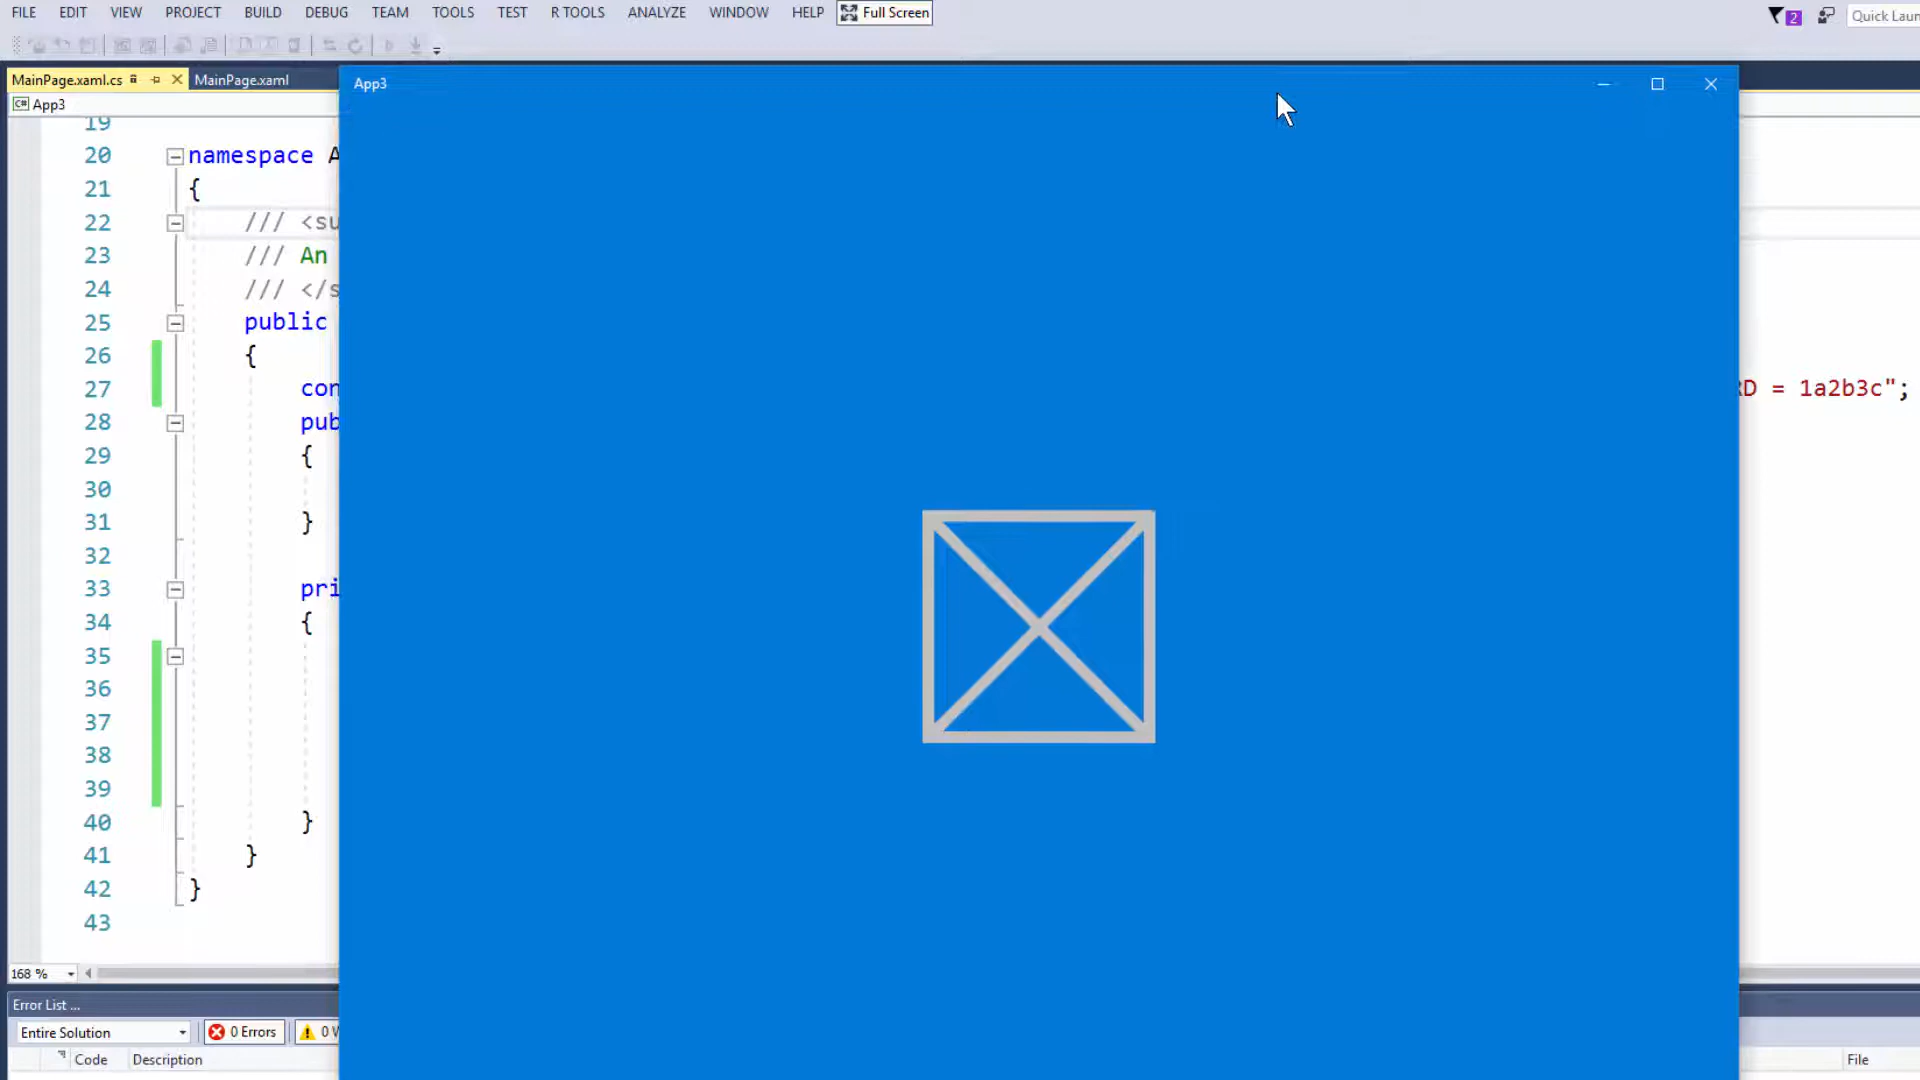 FILE EDIT VIEW PROJECT BUILD DEBUG TEAM TOOLS TEST R TOOLS ANALYZE WINDOW HELP Full Screen 2 Quick Laun
MainPage.xaml.cs MainPage.xaml
App3
C# App3
19
20 namespace A
21 {
22 /// <su
23 /// An
24 /// </s
25 public
26 {
27 con RD = 1a2b3c";
28 pub
29 {
30
31 }
32
33 pri
34 {
35
36
37
38
39
40 }
41 }
42 }
43
168 %
Error List ...
Entire Solution 0 Errors 0 W
Code Description File